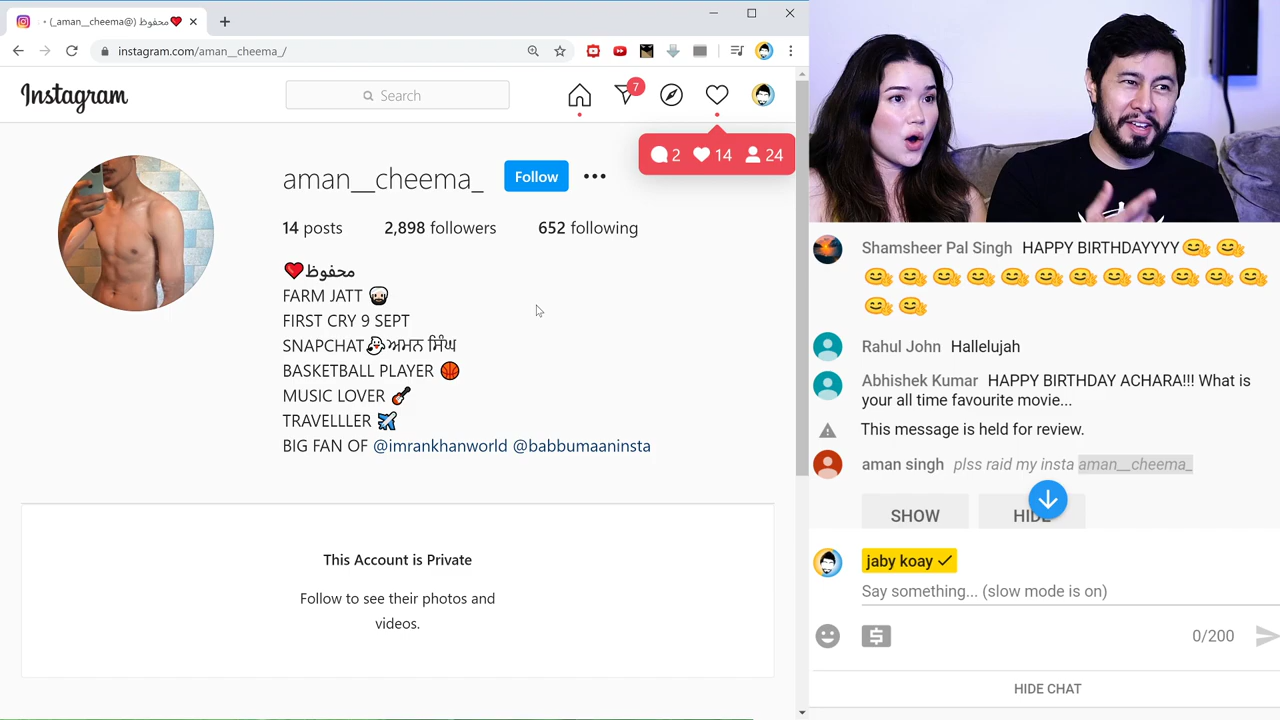 محفوظ (@aman__cheema_) •
instagram.com/aman__cheema_/
Instagram
Search
7
2 14 24
aman__cheema_ Follow
14 posts 2,898 followers 652 following
❤️محفوظ
FARM JATT 🧔🏻
FIRST CRY 9 SEPT
SNAPCHAT👻ਅਮਨ ਸਿੰਘ
BASKETBALL PLAYER 🏀
MUSIC LOVER 🎸
TRAVELLLER ✈️
BIG FAN OF @imrankhanworld @babbumaaninsta
This Account is Private
Follow to see their photos and
videos.
Shamsheer Pal Singh HAPPY BIRTHDAYYYY
Rahul John Hallelujah
Abhishek Kumar HAPPY BIRTHDAY ACHARA!!! What is
your all time favourite movie...
This message is held for review.
aman singh plss raid my insta aman__cheema_
SHOW HIDE
jaby koay ✓
Say something... (slow mode is on)
0/200
HIDE CHAT